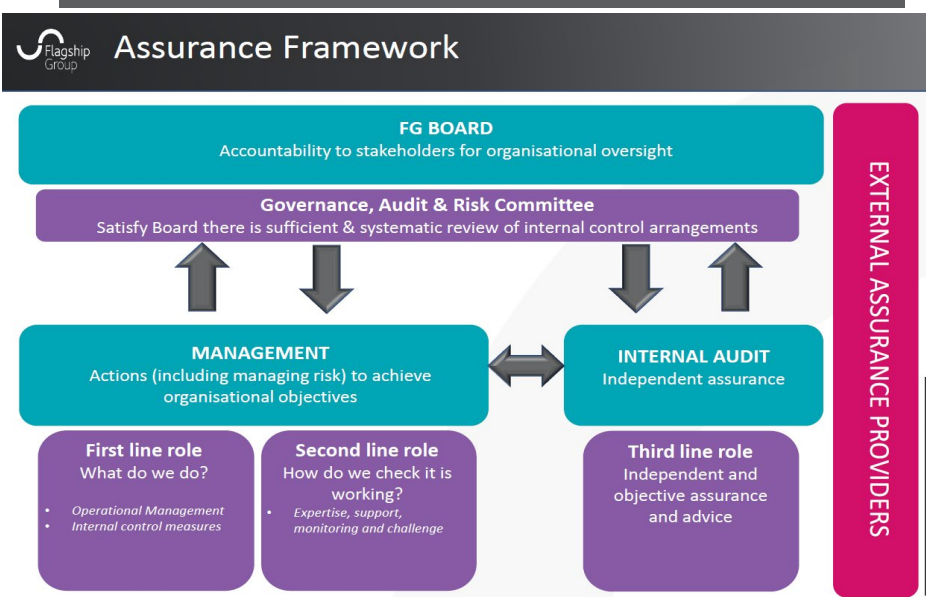 Flagship
Group
Assurance Framework
FG BOARD
Accountability to stakeholders for organisational oversight
Governance, Audit & Risk Committee
Satisfy Board there is sufficient & systematic review of internal control arrangements
MANAGEMENT
Actions (including managing risk) to achieve
organisational objectives
INTERNAL AUDIT
Independent assurance
First line role
What do we do?
• Operational Management
• Internal control measures
Second line role
How do we check it is
working?
• Expertise, support,
monitoring and challenge
Third line role
Independent and
objective assurance
and advice
EXTERNAL ASSURANCE PROVIDERS